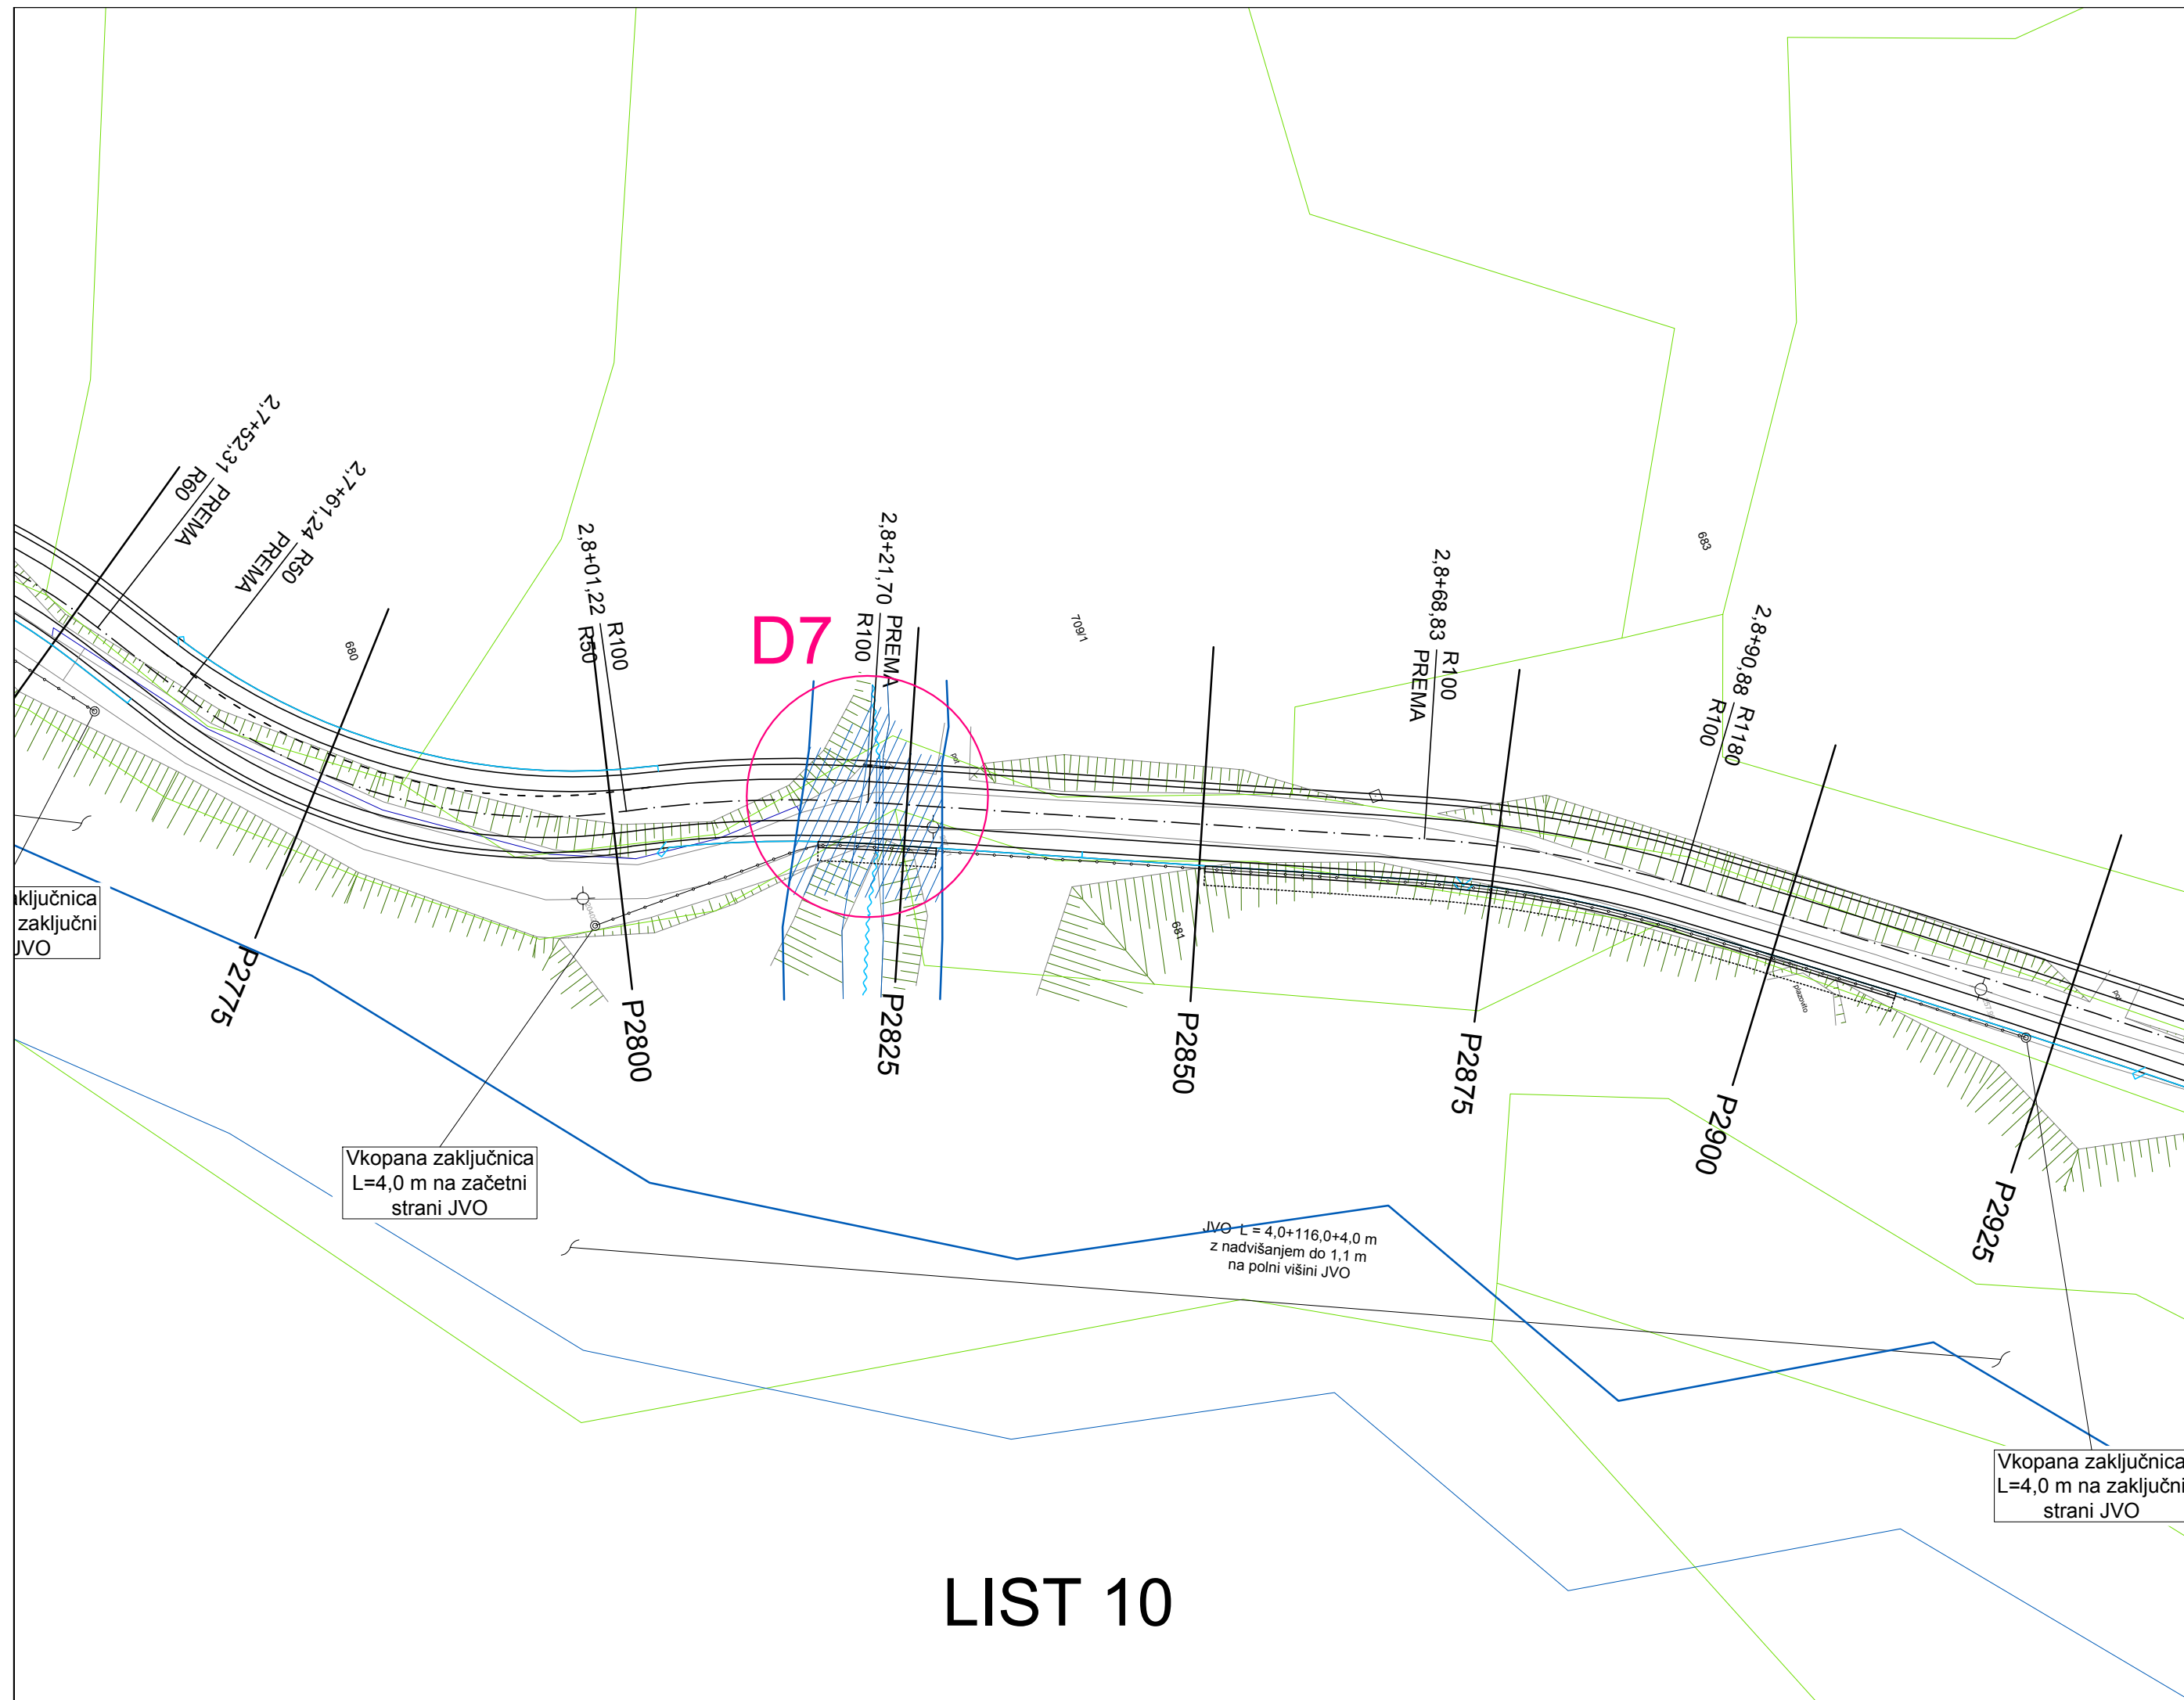 2,7+52,31 PREMA
R60
2,7+61,24 R50
PREMA
680
2,8+01,22 R100
R50
D7
2,8+21,70 PREMA
R100
709/1
2,8+68,83 R100
PREMA
683
2,8+90,88 R1180
R100
pot
681
plazovito
pot
ključnica
zaključni
JVO
P2775
P2800
P2825
P2850
P2875
P2900
P2925
Vkopana zaključnica
L=4,0 m na začetni
strani JVO
JVO L = 4,0+116,0+4,0 m
z nadvišanjem do 1,1 m
na polni višini JVO
Vkopana zaključnica
L=4,0 m na zaključni
strani JVO
LIST 10